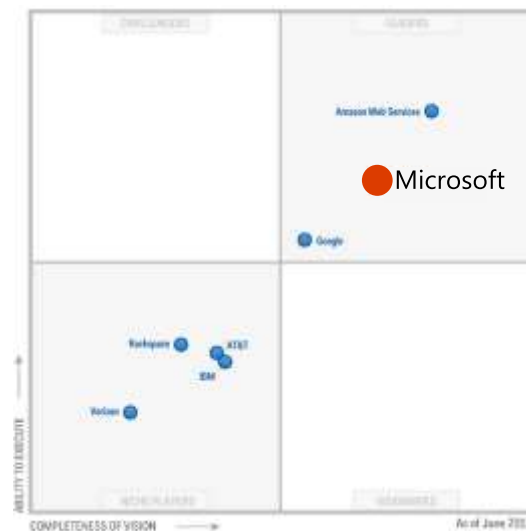 CHALLENGERS
LEADERS
Amazon Web Services
Microsoft
Google
Rackspace
AT&T
IBM
Verizon
ABILITY TO EXECUTE
NICHE PLAYERS
COMPLETENESS OF VISION
As of June